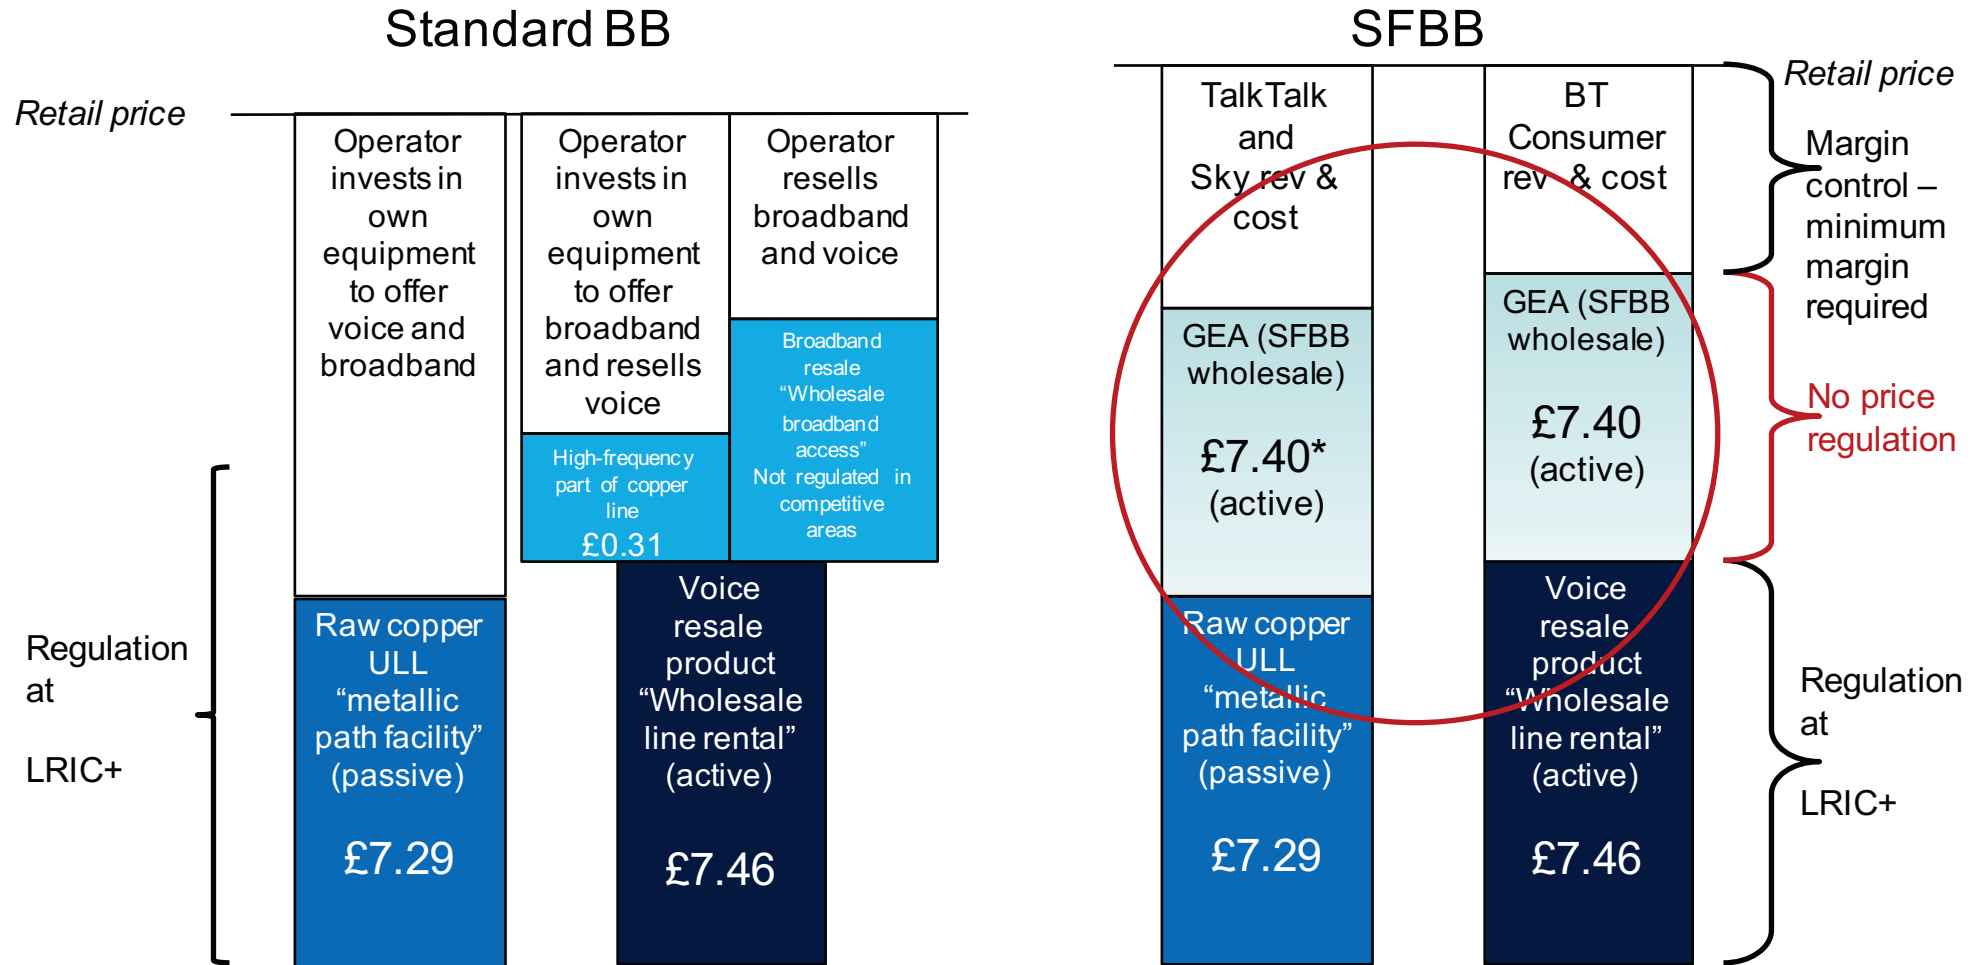 Standard BB
Retail price
Operator
invests in
own
equipment
to offer
voice and
broadband
Operator
invests in
own
equipment
to offer
broadband
and resells
voice
Operator
resells
broadband
and voice
Broadband
resale
“Wholesale
broadband
access”
Not regulated in
competitive
areas
High-frequency
part of copper
line
£0.31
Regulation
at
LRIC+
Raw copper
ULL
“metallic
path facility”
(passive)
£7.29
Voice
resale
product
“Wholesale
line rental”
(active)
£7.46
SFBB
Retail price
TalkTalk
and
Sky rev &
cost
BT
Consumer
rev & cost
Margin
control –
minimum
margin
required
GEA (SFBB
wholesale)
£7.40*
(active)
GEA (SFBB
wholesale)
£7.40
(active)
No price
regulation
Raw copper
ULL
“metallic
path facility”
(passive)
£7.29
Voice
resale
product
“Wholesale
line rental”
(active)
£7.46
Regulation
at
LRIC+